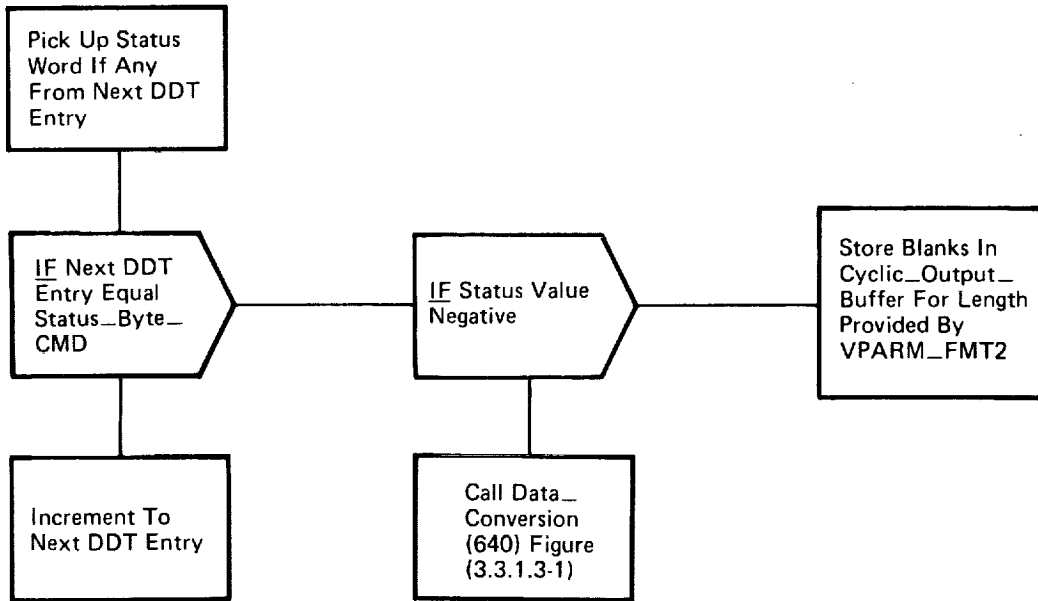 Pick Up Status
Word If Any
From Next DDT
Entry
IF Next DDT
Entry Equal
Status_Byte_
CMD
IF Status Value
Negative
Store Blanks In
Cyclic_Output_
Buffer For Length
Provided By
VPARM_FMT2
Increment To
Next DDT Entry
Call Data_
Conversion
(640) Figure
(3.3.1.3-1)